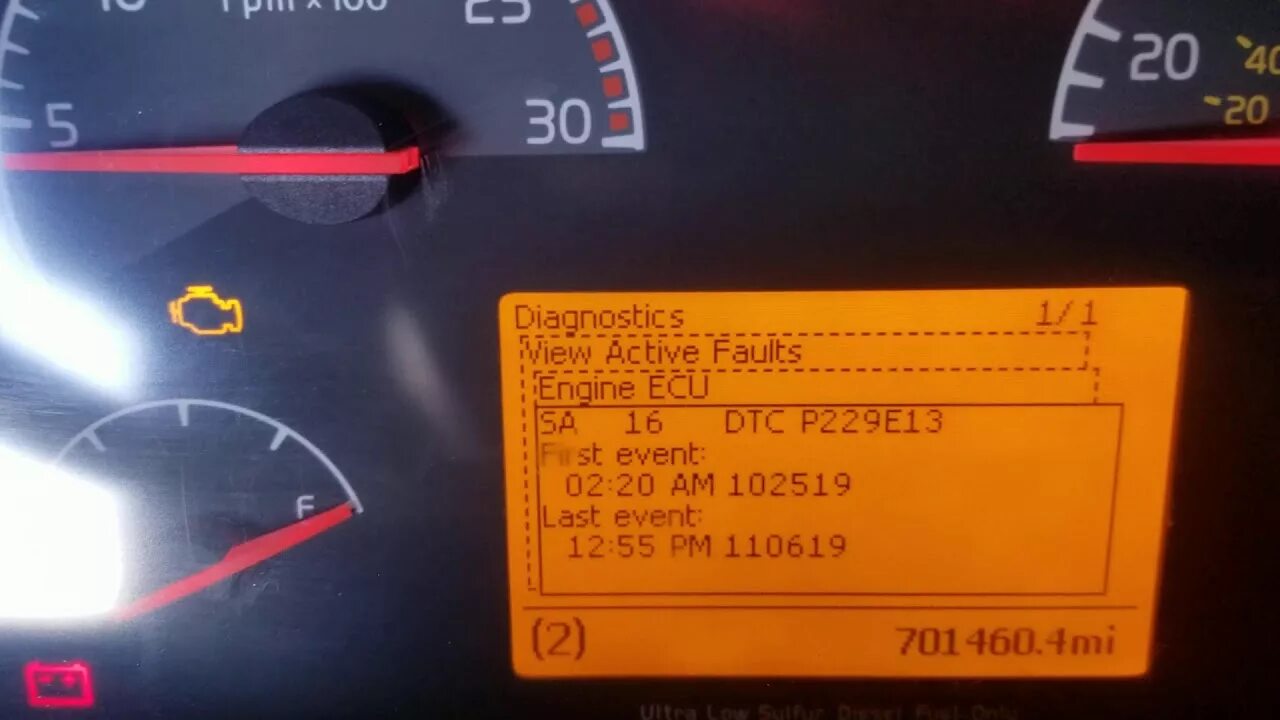 rpm x 100
25
5
30
20
40
20
Diagnostics 1/1
View Active Faults
Engine ECU
SA 16 DTC P229E13
First event:
02:20 AM 102519
Last event:
12:55 PM 110619
F
(2) 701460.4mi
Ultra Low Sulfur Diesel Fuel Only